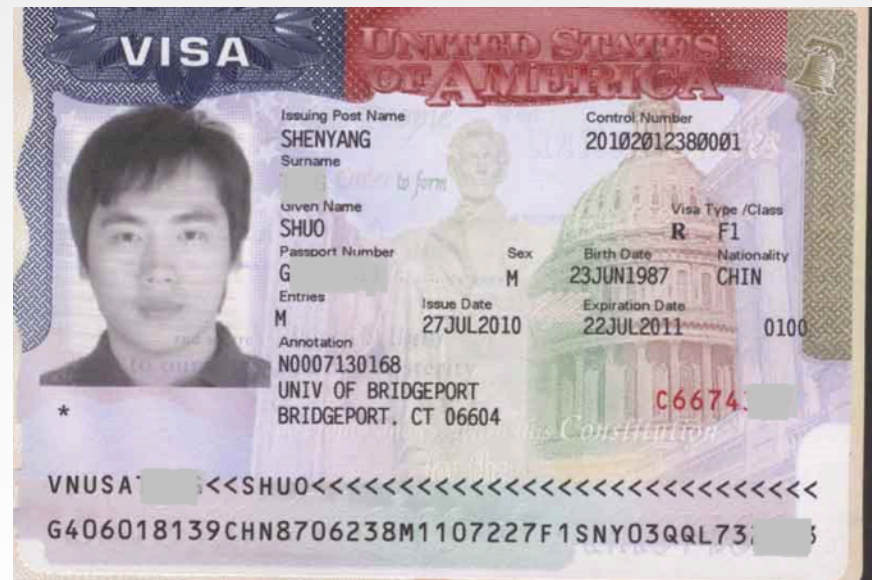 VISA
UNITED STATES
OF AMERICA
Issuing Post Name
SHENYANG
Control Number
20102012380001
Surname
Given Name
SHUO
Visa Type /Class
R F1
Passport Number
G
Sex
M
Birth Date
23JUN1987
Nationality
CHIN
Entries
M
Issue Date
27JUL2010
Expiration Date
22JUL2011
0100
Annotation
N0007130168
UNIV OF BRIDGEPORT
BRIDGEPORT. CT 06604
C6674
*
Constitution
VNUSA <<SHUO<<<<<<<<<<<<<<<<<<<<<<<<<<<<<
G406018139CHN8706238M1107227F1SNY03QQL73 3